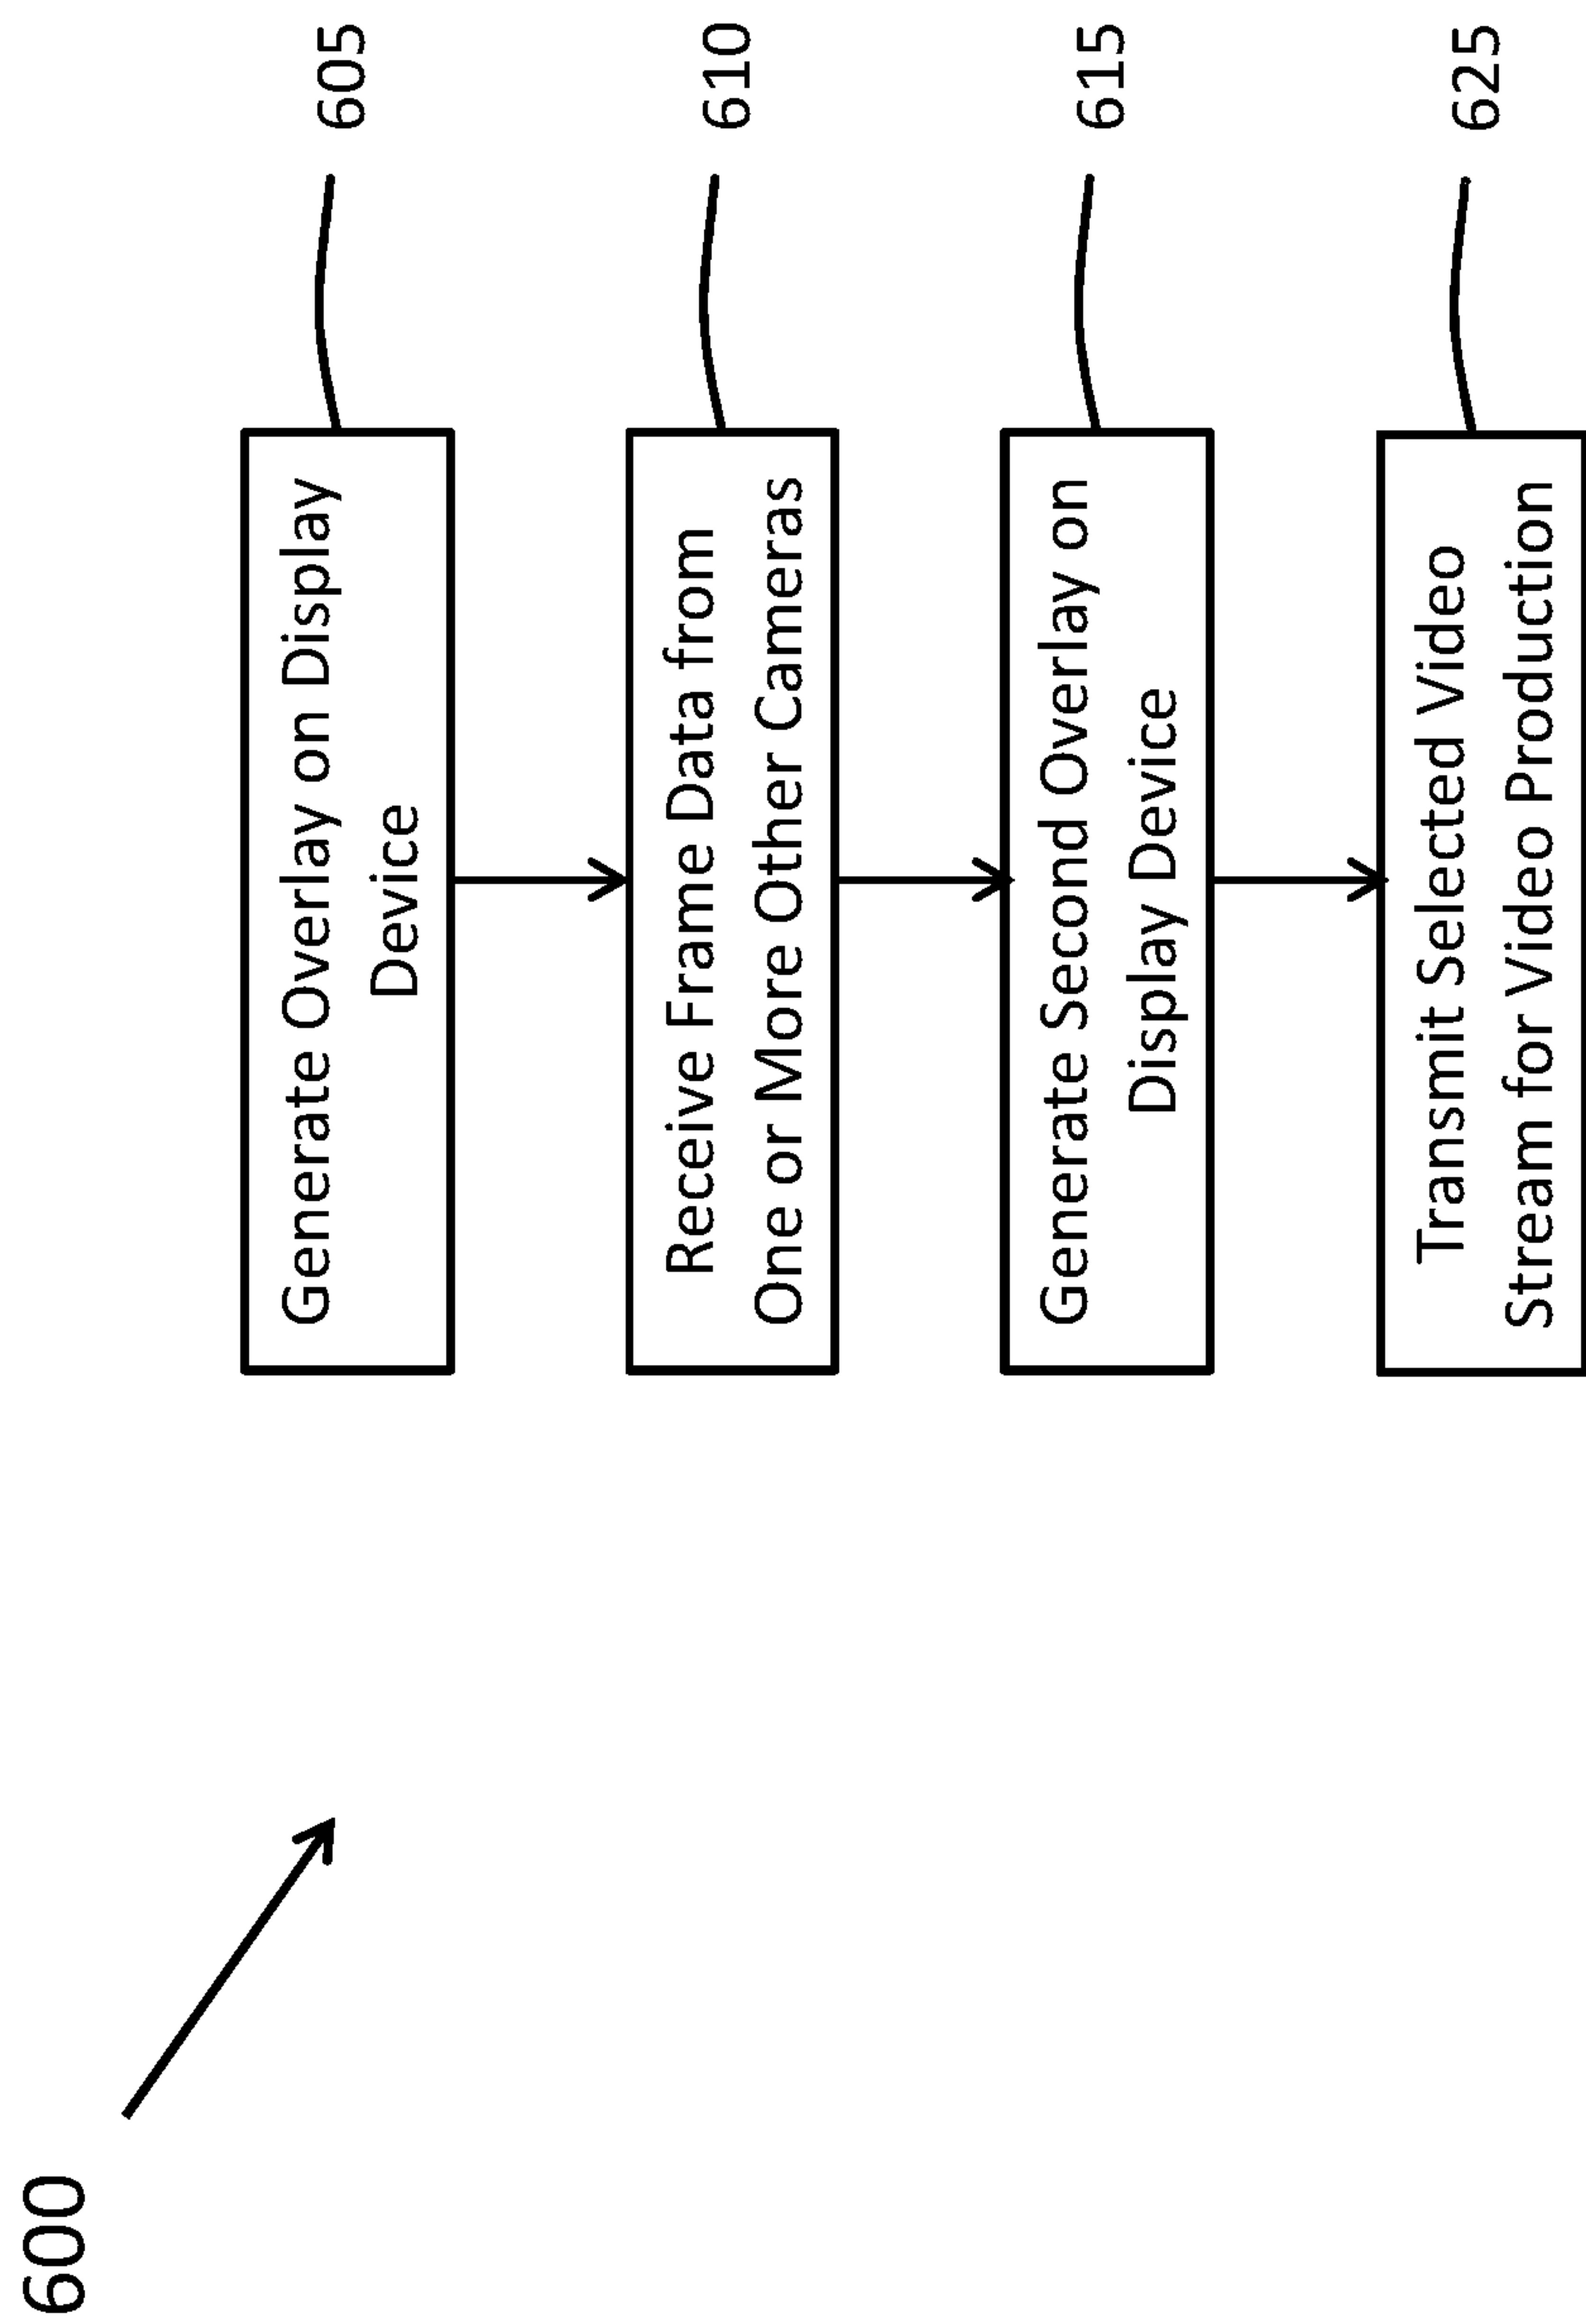 600
Generate Overlay on Display
Device
605
Receive Frame Data from
One or More Other Cameras
610
Generate Second Overlay on
Display Device
615
Transmit Selected Video
Stream for Video Production
625